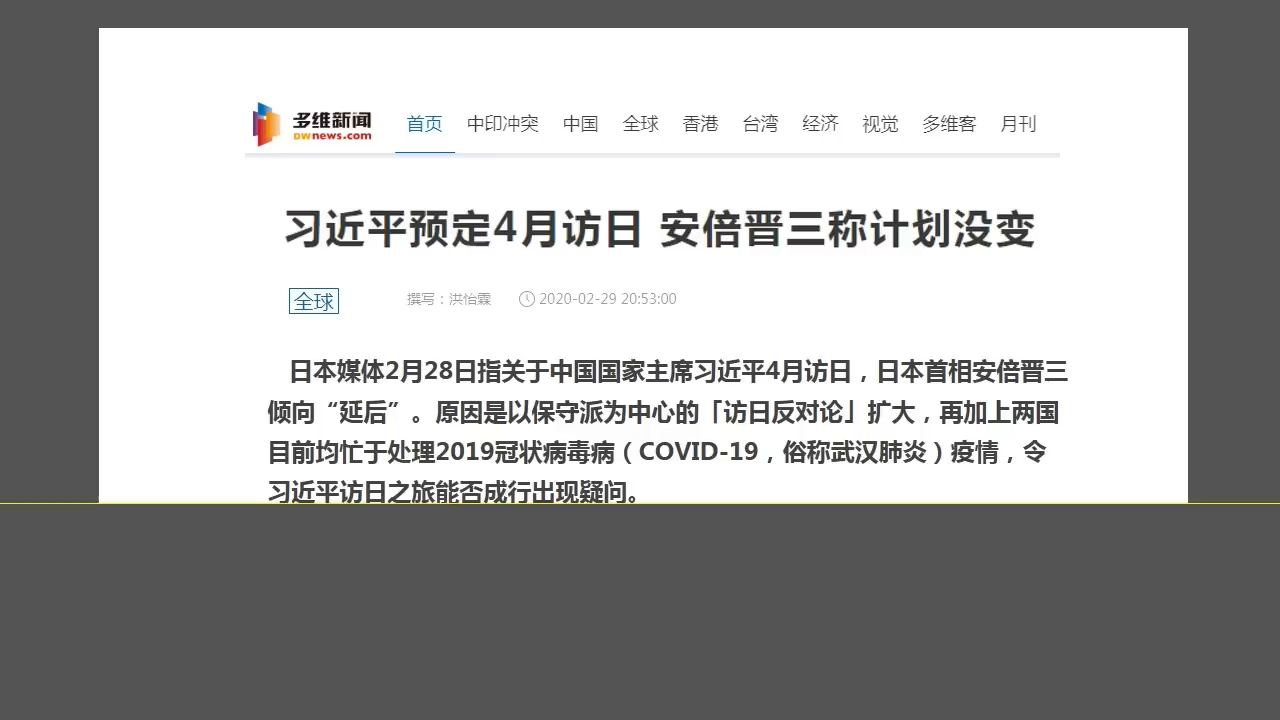 多维新闻
DWnews.com
首页 中印冲突 中国 全球 香港 台湾 经济 视觉 多维客 月刊
习近平预定4月访日 安倍晋三称计划没变
全球 撰写：洪怡霖 2020-02-29 20:53:00
日本媒体2月28日指关于中国国家主席习近平4月访日，日本首相安倍晋三
倾向“延后”。原因是以保守派为中心的「访日反对论」扩大，再加上两国
目前均忙于处理2019冠状病毒病（COVID-19，俗称武汉肺炎）疫情，令
习近平访日之旅能否成行出现疑问。